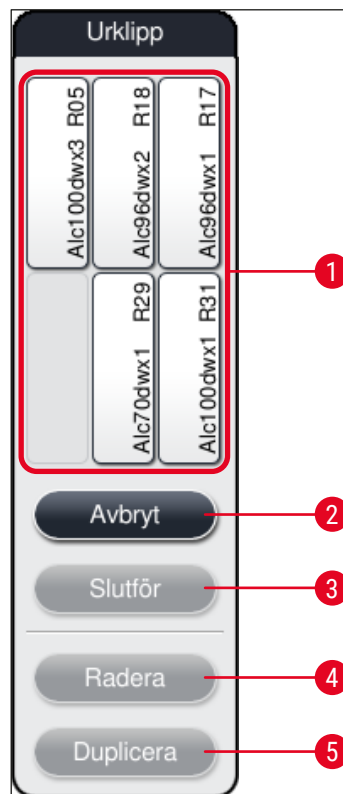 Urklipp
Alc100dwx3 R05
Alc96dwx2 R18
Alc96dwx1 R17
Alc70dwx1 R29
Alc100dwx1 R31
1
Avbryt
2
Slutför
3
Radera
4
Duplicera
5